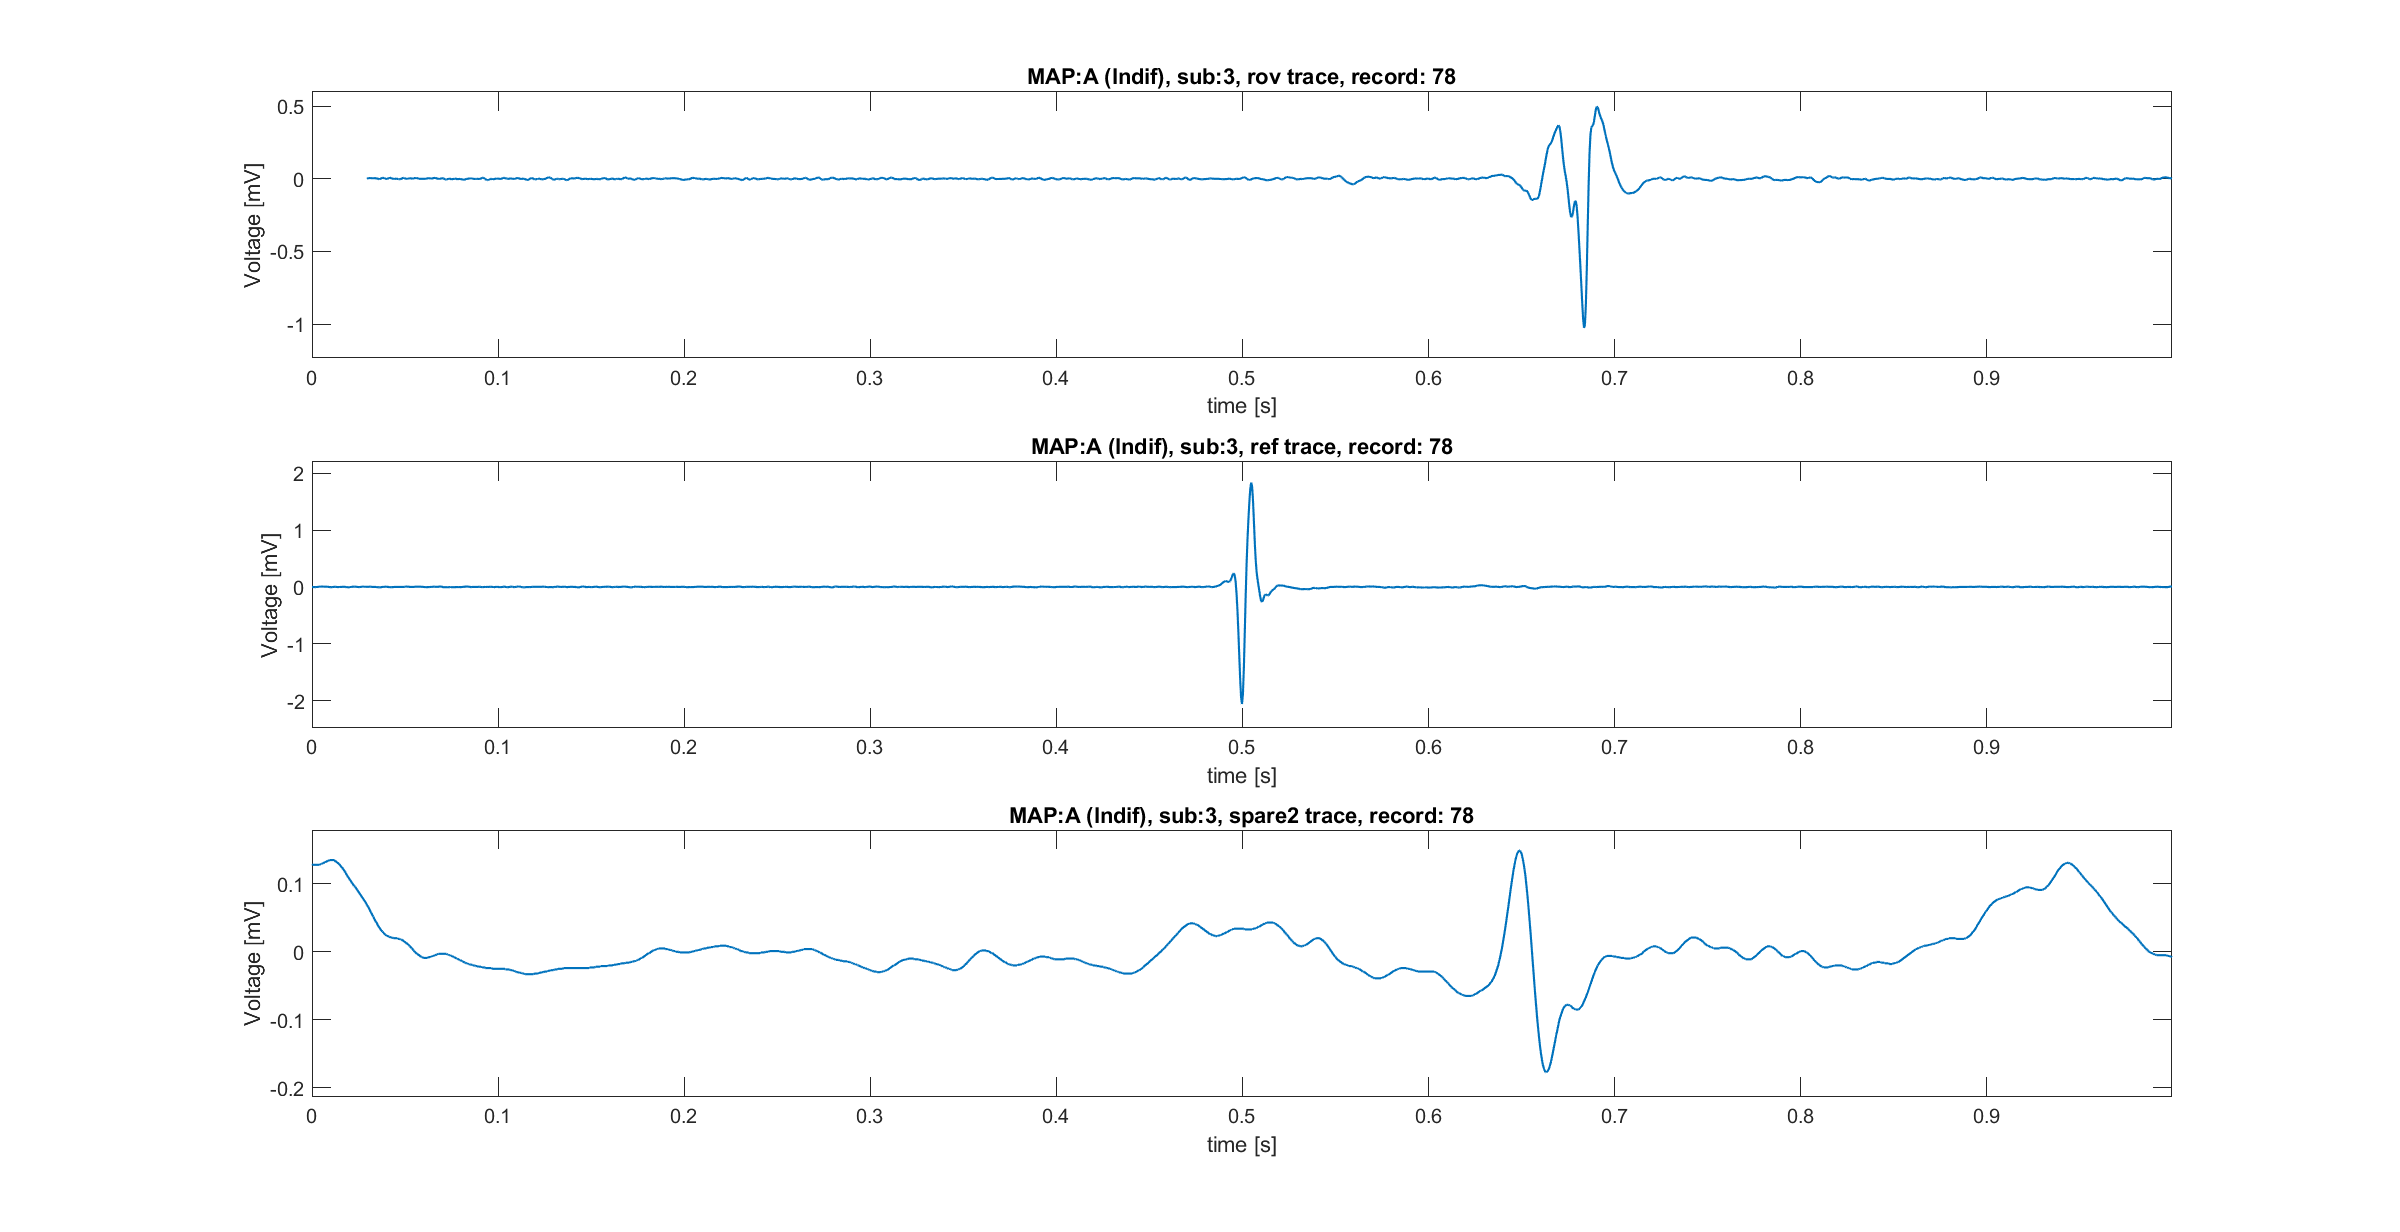 MAP:A (Indif), sub:3, rov trace, record: 78
0.5
0
-0.5
-1
Voltage [mV]
0 0.1 0.2 0.3 0.4 0.5 0.6 0.7 0.8 0.9
time [s]
MAP:A (Indif), sub:3, ref trace, record: 78
2
1
0
-1
-2
Voltage [mV]
0 0.1 0.2 0.3 0.4 0.5 0.6 0.7 0.8 0.9
time [s]
MAP:A (Indif), sub:3, spare2 trace, record: 78
0.1
0
-0.1
-0.2
Voltage [mV]
0 0.1 0.2 0.3 0.4 0.5 0.6 0.7 0.8 0.9
time [s]